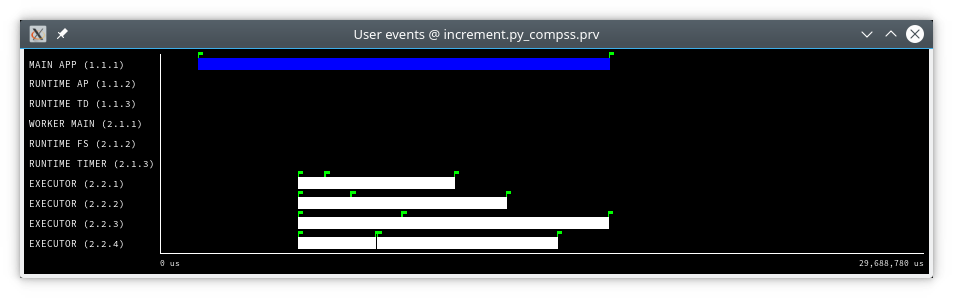 User events @ increment.py_compss.prv
MAIN APP (1.1.1)
RUNTIME AP (1.1.2)
RUNTIME TD (1.1.3)
WORKER MAIN (2.1.1)
RUNTIME FS (2.1.2)
RUNTIME TIMER (2.1.3)
EXECUTOR (2.2.1)
EXECUTOR (2.2.2)
EXECUTOR (2.2.3)
EXECUTOR (2.2.4)
0 us 29,688,780 us